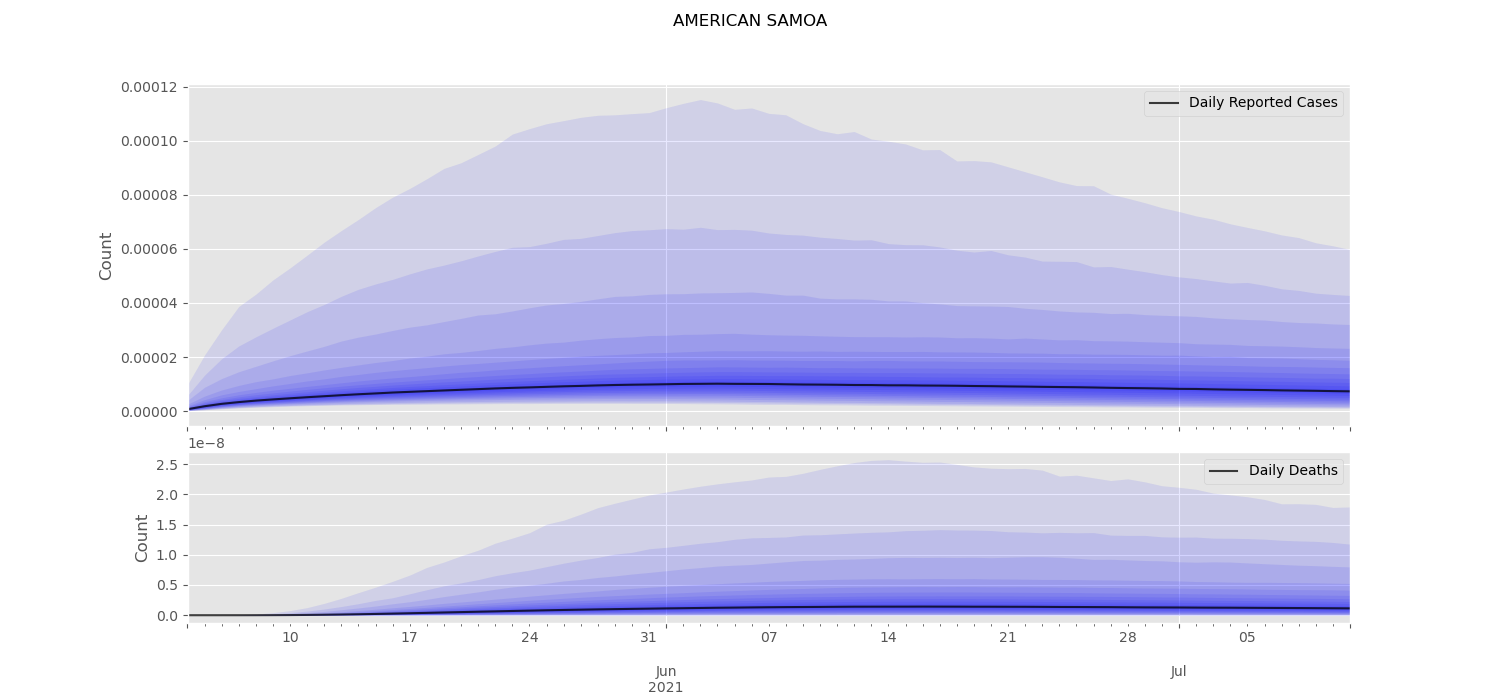 AMERICAN SAMOA
0.00012
0.00010
0.00008
0.00006
0.00004
0.00002
0.00000
Count
Daily Reported Cases
1e−8
2.5
2.0
1.5
1.0
0.5
0.0
Count
Daily Deaths
10 17 24 31 07 14 21 28 05
Jun Jul
2021